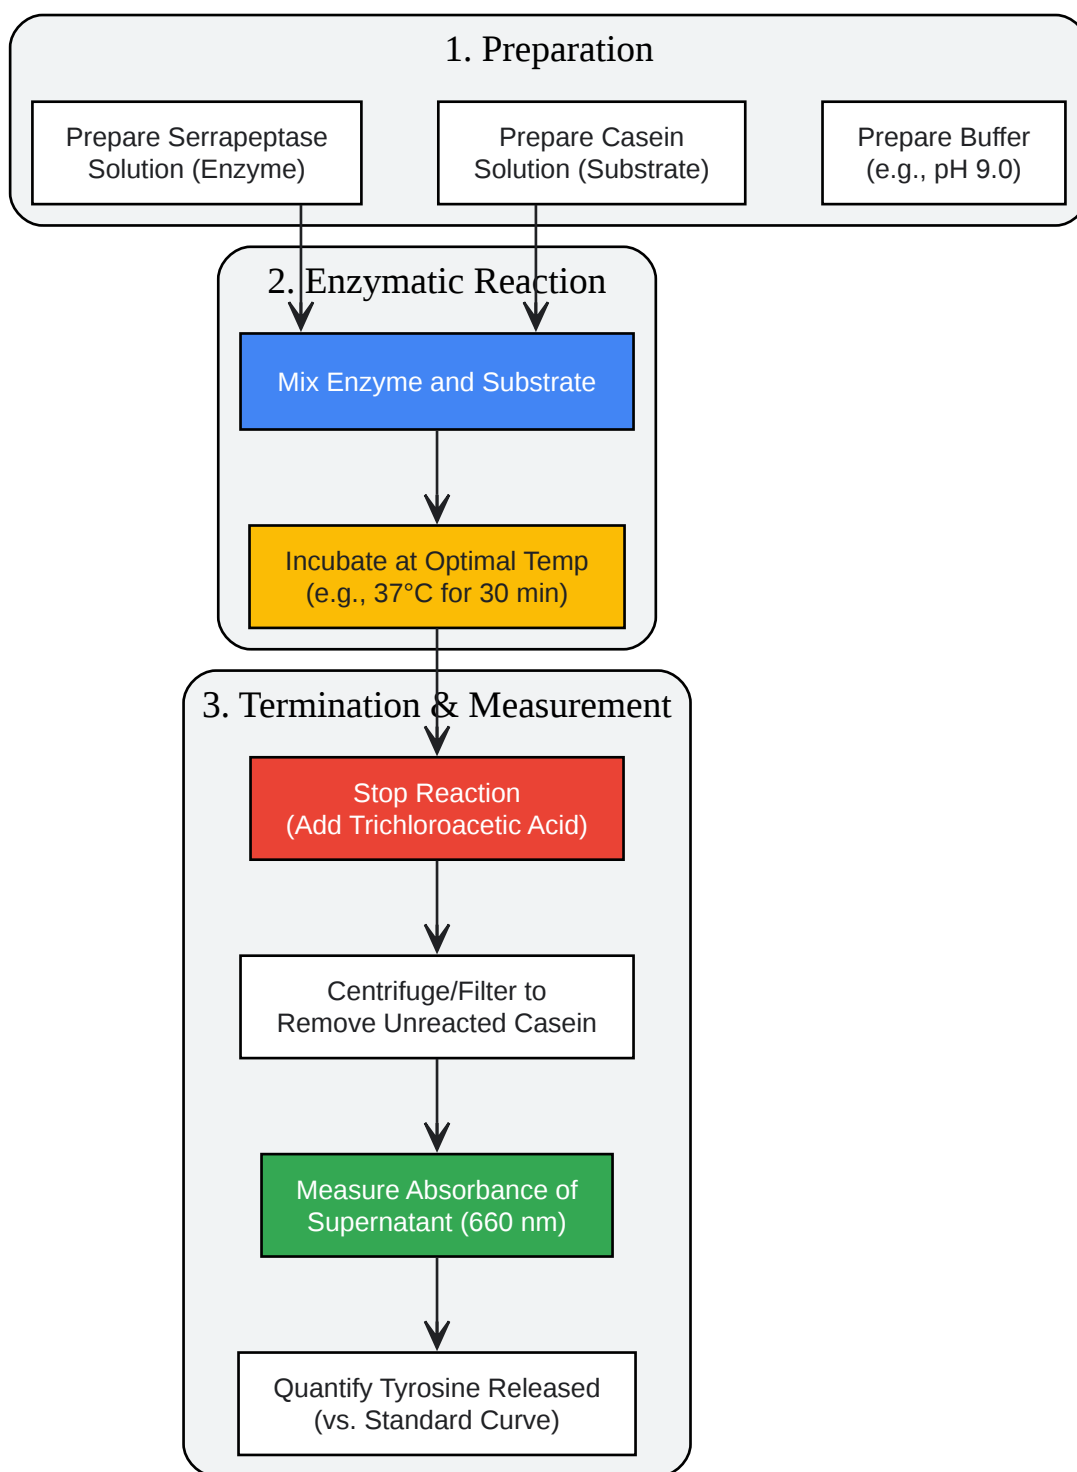 1. Preparation
Prepare Serrapeptase
Solution (Enzyme)
Prepare Casein
Solution (Substrate)
Prepare Buffer
(e.g., pH 9.0)
2. Enzymatic Reaction
Mix Enzyme and Substrate
Incubate at Optimal Temp
(e.g., 37°C for 30 min)
3. Termination & Measurement
Stop Reaction
(Add Trichloroacetic Acid)
Centrifuge/Filter to
Remove Unreacted Casein
Measure Absorbance of
Supernatant (660 nm)
Quantify Tyrosine Released
(vs. Standard Curve)